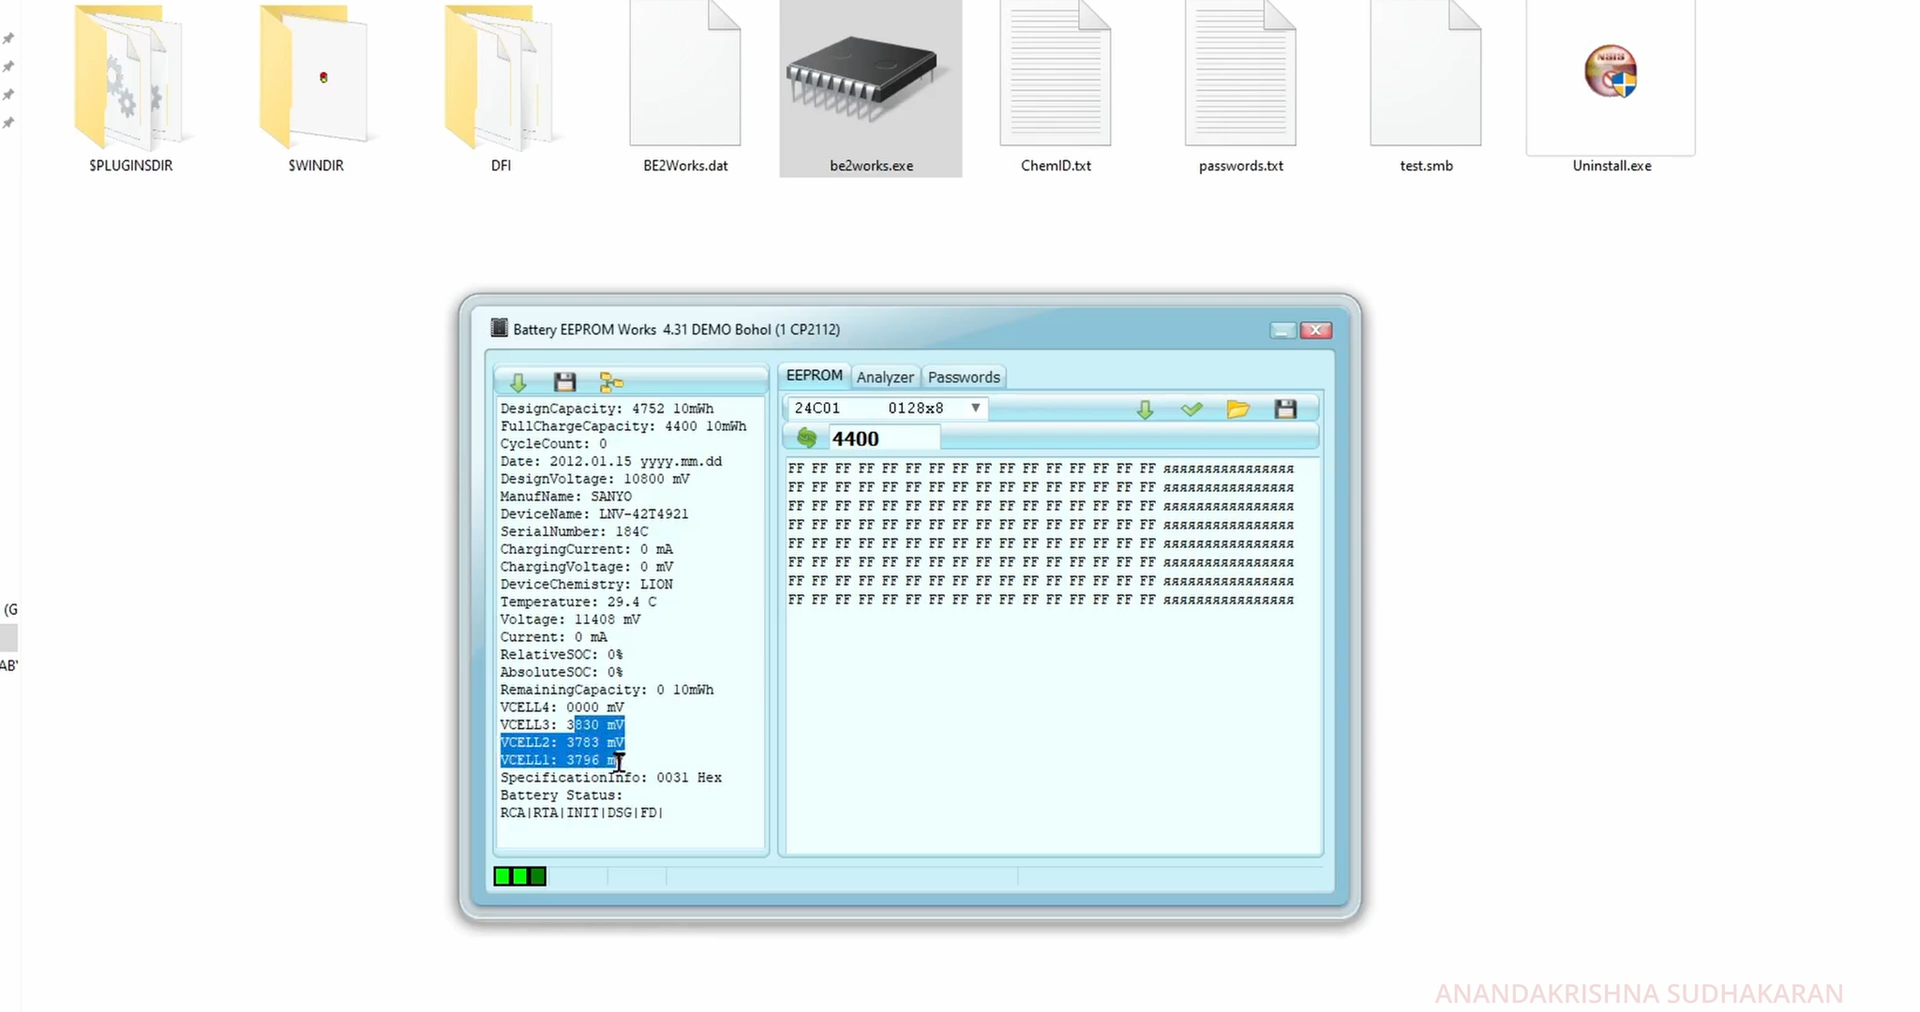 $PLUGINSDIR
$WINDIR
DFI
BE2Works.dat
be2works.exe
ChemID.txt
passwords.txt
test.smb
NSIS
Uninstall.exe
(G
AB
Battery EEPROM Works 4.31 DEMO Bohol (1 CP2112)
DesignCapacity: 4752 10mWh
FullChargeCapacity: 4400 10mWh
CycleCount: 0
Date: 2012.01.15 yyyy.mm.dd
DesignVoltage: 10800 mV
ManufName: SANYO
DeviceName: LNV-42T4921
SerialNumber: 184C
ChargingCurrent: 0 mA
ChargingVoltage: 0 mV
DeviceChemistry: LION
Temperature: 29.4 C
Voltage: 11408 mV
Current: 0 mA
RelativeSOC: 0%
AbsoluteSOC: 0%
RemainingCapacity: 0 10mWh
VCELL4: 0000 mV
VCELL3: 3830 mV
VCELL2: 3783 mV
VCELL1: 3796 m
SpecificationInfo: 0031 Hex
Battery Status:
RCA|RTA|INIT|DSG|FD|
EEPROM Analyzer Passwords
24C01 0128x8
4400
FF FF FF FF FF FF FF FF FF FF FF FF FF FF FF FF яяяяяяяяяяяяяяяя
FF FF FF FF FF FF FF FF FF FF FF FF FF FF FF FF яяяяяяяяяяяяяяяя
FF FF FF FF FF FF FF FF FF FF FF FF FF FF FF FF яяяяяяяяяяяяяяяя
FF FF FF FF FF FF FF FF FF FF FF FF FF FF FF FF яяяяяяяяяяяяяяяя
FF FF FF FF FF FF FF FF FF FF FF FF FF FF FF FF яяяяяяяяяяяяяяяя
FF FF FF FF FF FF FF FF FF FF FF FF FF FF FF FF яяяяяяяяяяяяяяяя
FF FF FF FF FF FF FF FF FF FF FF FF FF FF FF FF яяяяяяяяяяяяяяяя
FF FF FF FF FF FF FF FF FF FF FF FF FF FF FF FF яяяяяяяяяяяяяяяя
ANANDAKRISHNA SUDHAKARAN